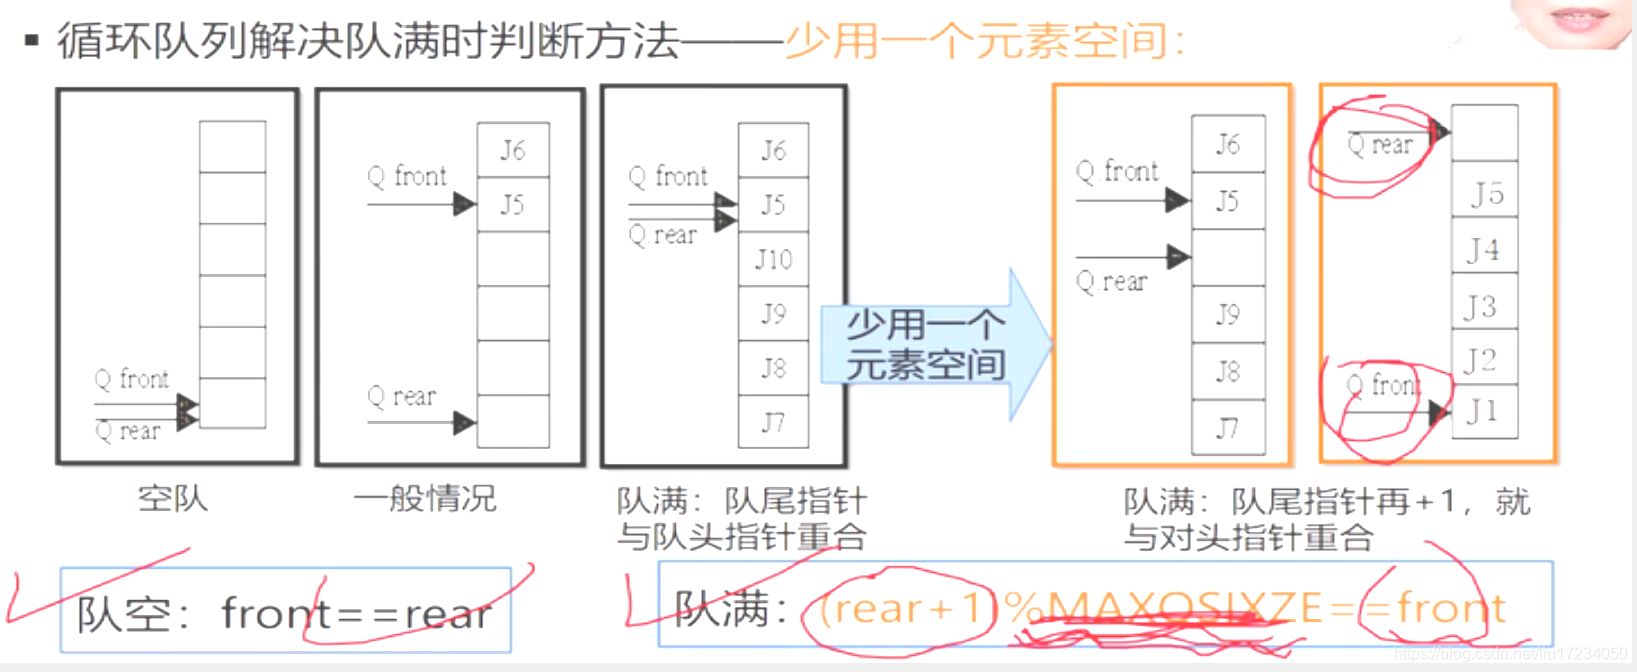 ▪ 循环队列解决队满时判断方法——少用一个元素空间：
Q.front
Q.rear
空队
Q.front
Q.rear
J6
J5
一般情况
Q.front
Q.rear
J6
J5
J10
J9
J8
J7
队满：队尾指针
与队头指针重合
少用一个
元素空间
Q.front
Q.rear
J6
J5
J9
J8
J7
Q.rear
Q.front
J5
J4
J3
J2
J1
队满：队尾指针再+1，就
与对头指针重合
队空：front==rear
队满：(rear+1)%MAXQSIXZE==front
https://blog.csdn.net/liu17234050